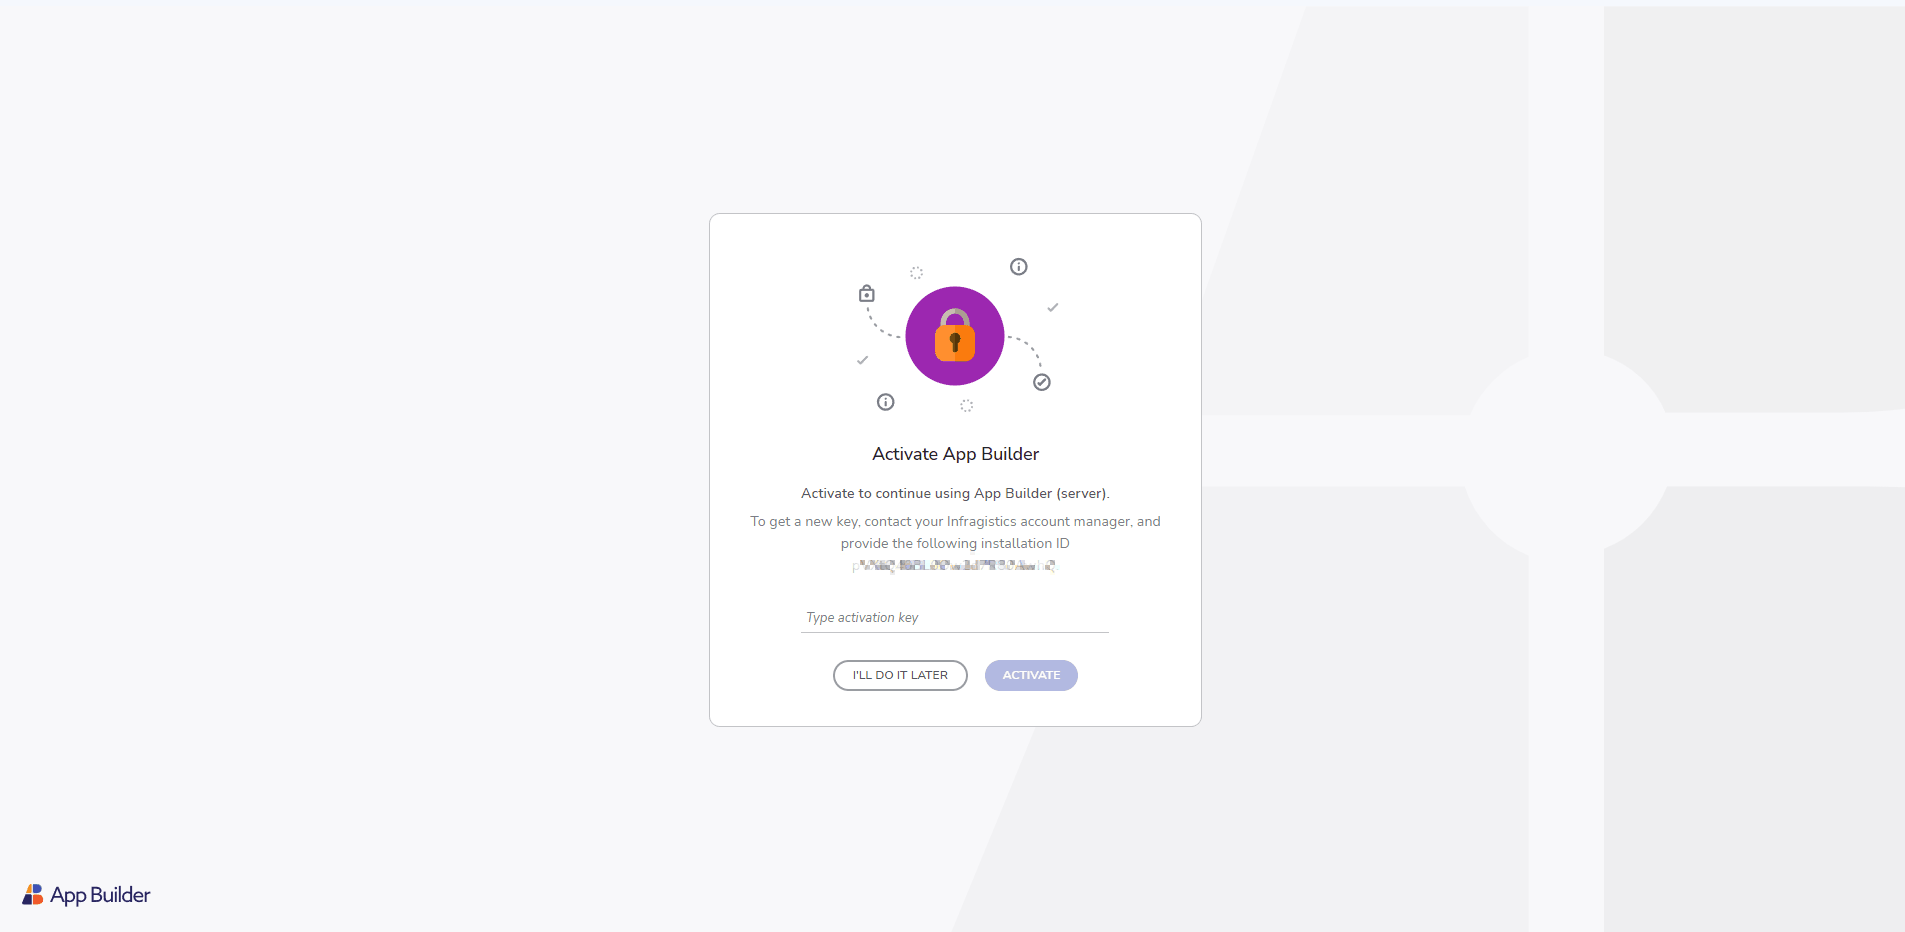 Activate App Builder
Activate to continue using App Builder (server).
To get a new key, contact your Infragistics account manager, and
provide the following installation ID
Type activation key
I'LL DO IT LATER
ACTIVATE
App Builder